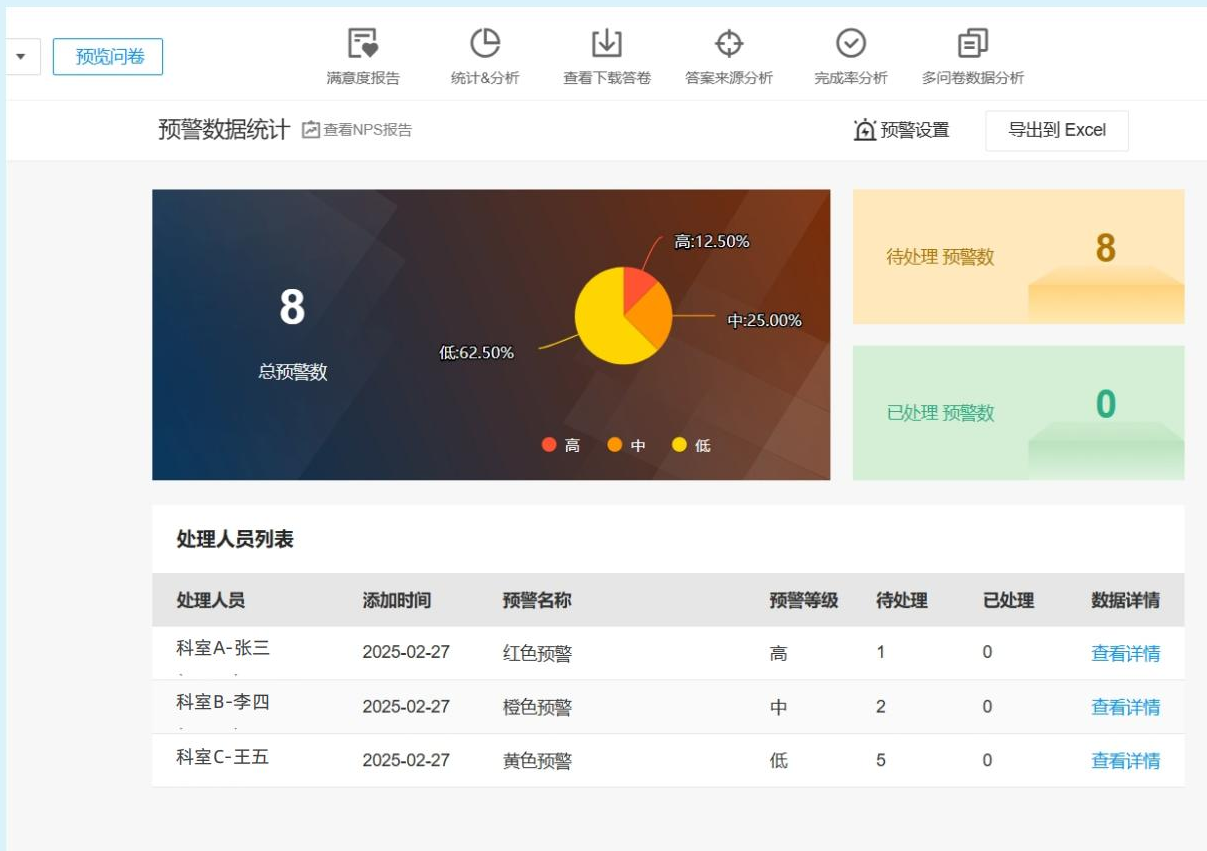 预览问卷
满意度报告 统计&分析 查看下载答卷 答案来源分析 完成率分析 多问卷数据分析
预警数据统计 查看NPS报告 预警设置 导出到 Excel
8
总预警数
高:12.50%
中:25.00%
低:62.50%
高 中 低
待处理 预警数 8
已处理 预警数 0
处理人员列表
处理人员 添加时间 预警名称 预警等级 待处理 已处理 数据详情
科室A-张三 2025-02-27 红色预警 高 1 0 查看详情
科室B-李四 2025-02-27 橙色预警 中 2 0 查看详情
科室C-王五 2025-02-27 黄色预警 低 5 0 查看详情